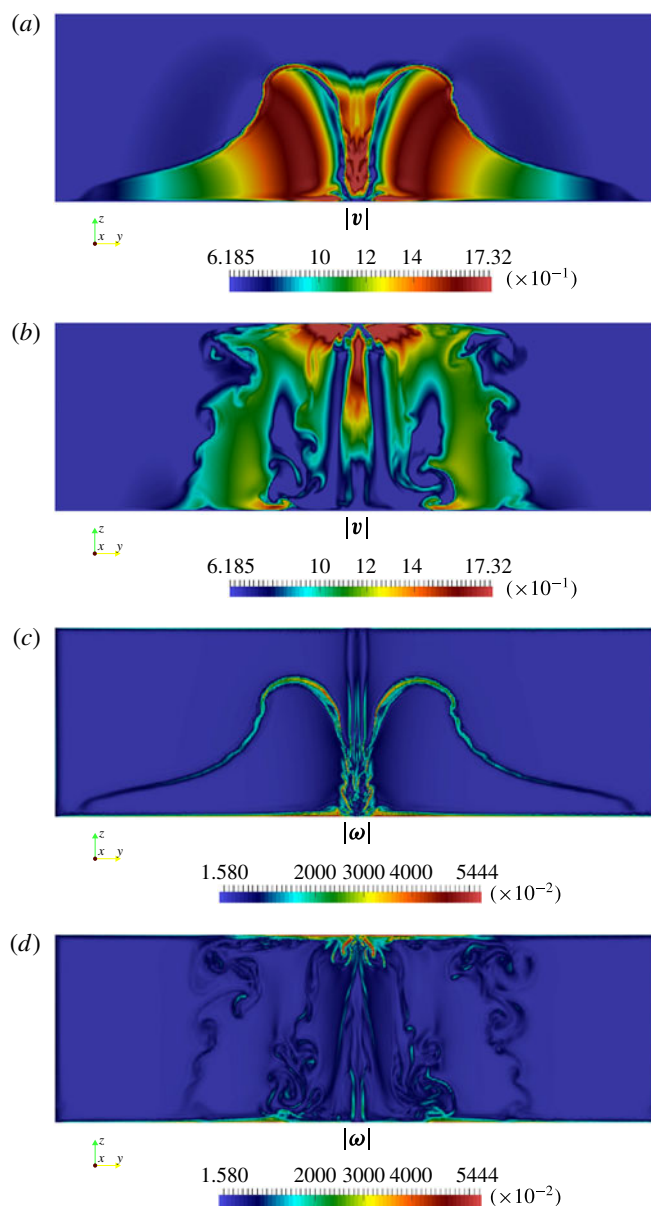 (a)
z
x y
|v|
6.185 10 12 14 17.32
(×10⁻¹)
(b)
z
x y
|v|
6.185 10 12 14 17.32
(×10⁻¹)
(c)
z
x y
|ω|
1.580 2000 3000 4000 5444
(×10⁻²)
(d)
z
x y
|ω|
1.580 2000 3000 4000 5444
(×10⁻²)